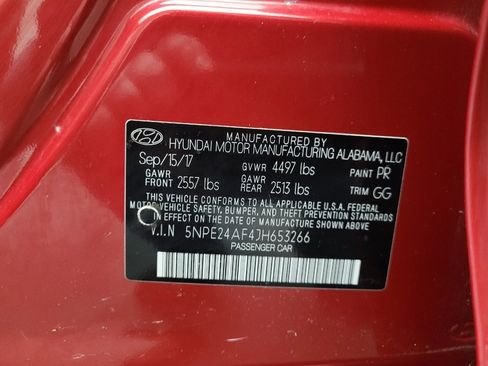 MANUFACTURED BY
HYUNDAI MOTOR MANUFACTURING ALABAMA, LLC
Sep/15/17 GVWR 4497 lbs PAINT PR
GAWR FRONT 2557 lbs GAWR REAR 2513 lbs TRIM GG
THIS VEHICLE CONFORMS TO ALL APPLICABLE U.S.A. FEDERAL
MOTOR VEHICLE SAFETY, BUMPER, AND THEFT PREVENTION STANDARDS
IN EFFECT ON THE DATE OF MANUFACTURE SHOWN ABOVE.
V.I.N 5NPE24AF4JH653266
PASSENGER CAR